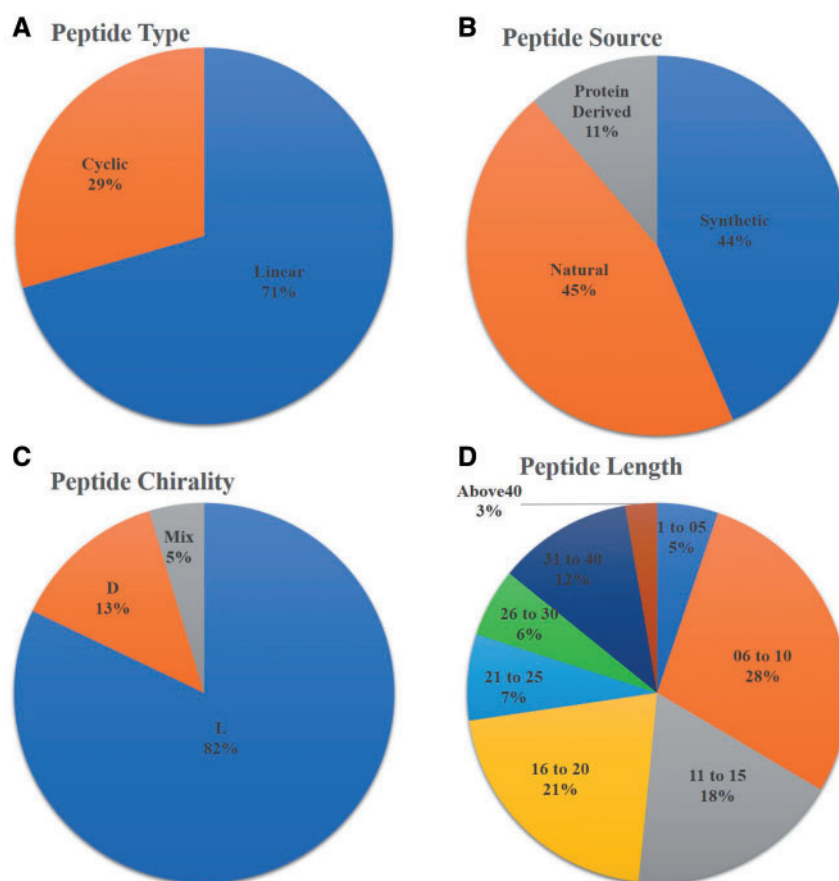 A
Peptide Type
Cyclic
29%
Linear
71%
B
Peptide Source
Protein
Derived
11%
Synthetic
44%
Natural
45%
C
Peptide Chirality
Mix
5%
D
13%
L
82%
D
Peptide Length
Above40
3%
1 to 05
5%
31 to 40
12%
26 to 30
6%
06 to 10
28%
21 to 25
7%
16 to 20
21%
11 to 15
18%